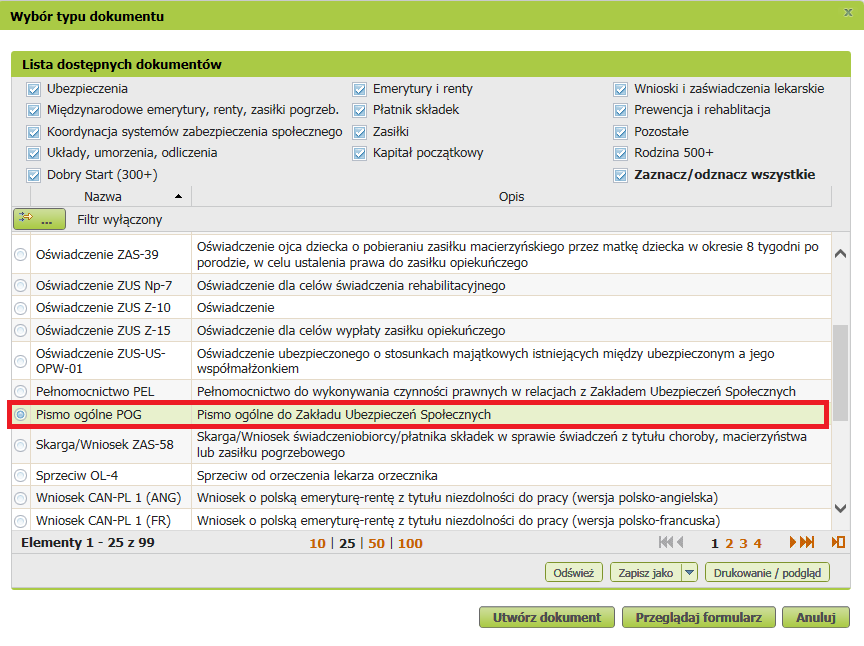 Wybór typu dokumentu
x
Lista dostępnych dokumentów
Ubezpieczenia
Emerytury i renty
Wnioski i zaświadczenia lekarskie
Międzynarodowe emerytury, renty, zasiłki pogrzeb.
Płatnik składek
Prewencja i rehablitacja
Koordynacja systemów zabezpieczenia społecznego
Zasiłki
Pozostałe
Układy, umorzenia, odliczenia
Kapitał początkowy
Rodzina 500+
Dobry Start (300+)
Zaznacz/odznacz wszystkie
Nazwa
Opis
...
Filtr wyłączony
Oświadczenie ZAS-39
Oświadczenie ojca dziecka o pobieraniu zasiłku macierzyńskiego przez matkę dziecka w okresie 8 tygodni po
porodzie, w celu ustalenia prawa do zasiłku opiekuńczego
Oświadczenie ZUS Np-7
Oświadczenie dla celów świadczenia rehabilitacyjnego
Oświadczenie ZUS Z-10
Oświadczenie
Oświadczenie ZUS Z-15
Oświadczenie dla celów wypłaty zasiłku opiekuńczego
Oświadczenie ZUS-US-
OPW-01
Oświadczenie ubezpieczonego o stosunkach majątkowych istniejących między ubezpieczonym a jego
współmałżonkiem
Pełnomocnictwo PEL
Pełnomocnictwo do wykonywania czynności prawnych w relacjach z Zakładem Ubezpieczeń Społecznych
Pismo ogólne POG
Pismo ogólne do Zakładu Ubezpieczeń Społecznych
Skarga/Wniosek ZAS-58
Skarga/Wniosek świadczeniobiorcy/płatnika składek w sprawie świadczeń z tytułu choroby, macierzyństwa
lub zasiłku pogrzebowego
Sprzeciw OL-4
Sprzeciw od orzeczenia lekarza orzecznika
Wniosek CAN-PL 1 (ANG)
Wniosek o polską emeryturę-rentę z tytułu niezdolności do pracy (wersja polsko-angielska)
Wniosek CAN-PL 1 (FR)
Wniosek o polską emeryturę-rentę z tytułu niezdolności do pracy (wersja polsko-francuska)
Elementy 1 - 25 z 99
10 | 25 | 50 | 100
1 2 3 4
Odśwież
Zapisz jako
Drukowanie / podgląd
Utwórz dokument
Przeglądaj formularz
Anuluj